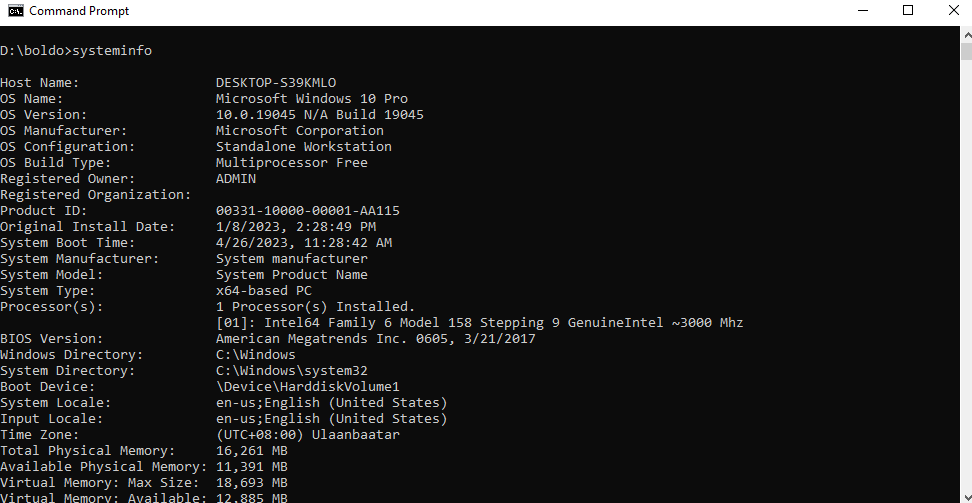 Command Prompt
D:\boldo>systeminfo
Host Name: DESKTOP-S39KMLO
OS Name: Microsoft Windows 10 Pro
OS Version: 10.0.19045 N/A Build 19045
OS Manufacturer: Microsoft Corporation
OS Configuration: Standalone Workstation
OS Build Type: Multiprocessor Free
Registered Owner: ADMIN
Registered Organization:
Product ID: 00331-10000-00001-AA115
Original Install Date: 1/8/2023, 2:28:49 PM
System Boot Time: 4/26/2023, 11:28:42 AM
System Manufacturer: System manufacturer
System Model: System Product Name
System Type: x64-based PC
Processor(s): 1 Processor(s) Installed.
[01]: Intel64 Family 6 Model 158 Stepping 9 GenuineIntel ~3000 Mhz
BIOS Version: American Megatrends Inc. 0605, 3/21/2017
Windows Directory: C:\Windows
System Directory: C:\Windows\system32
Boot Device: \Device\HarddiskVolume1
System Locale: en-us;English (United States)
Input Locale: en-us;English (United States)
Time Zone: (UTC+08:00) Ulaanbaatar
Total Physical Memory: 16,261 MB
Available Physical Memory: 11,391 MB
Virtual Memory: Max Size: 18,693 MB
Virtual Memory: Available: 12,885 MB